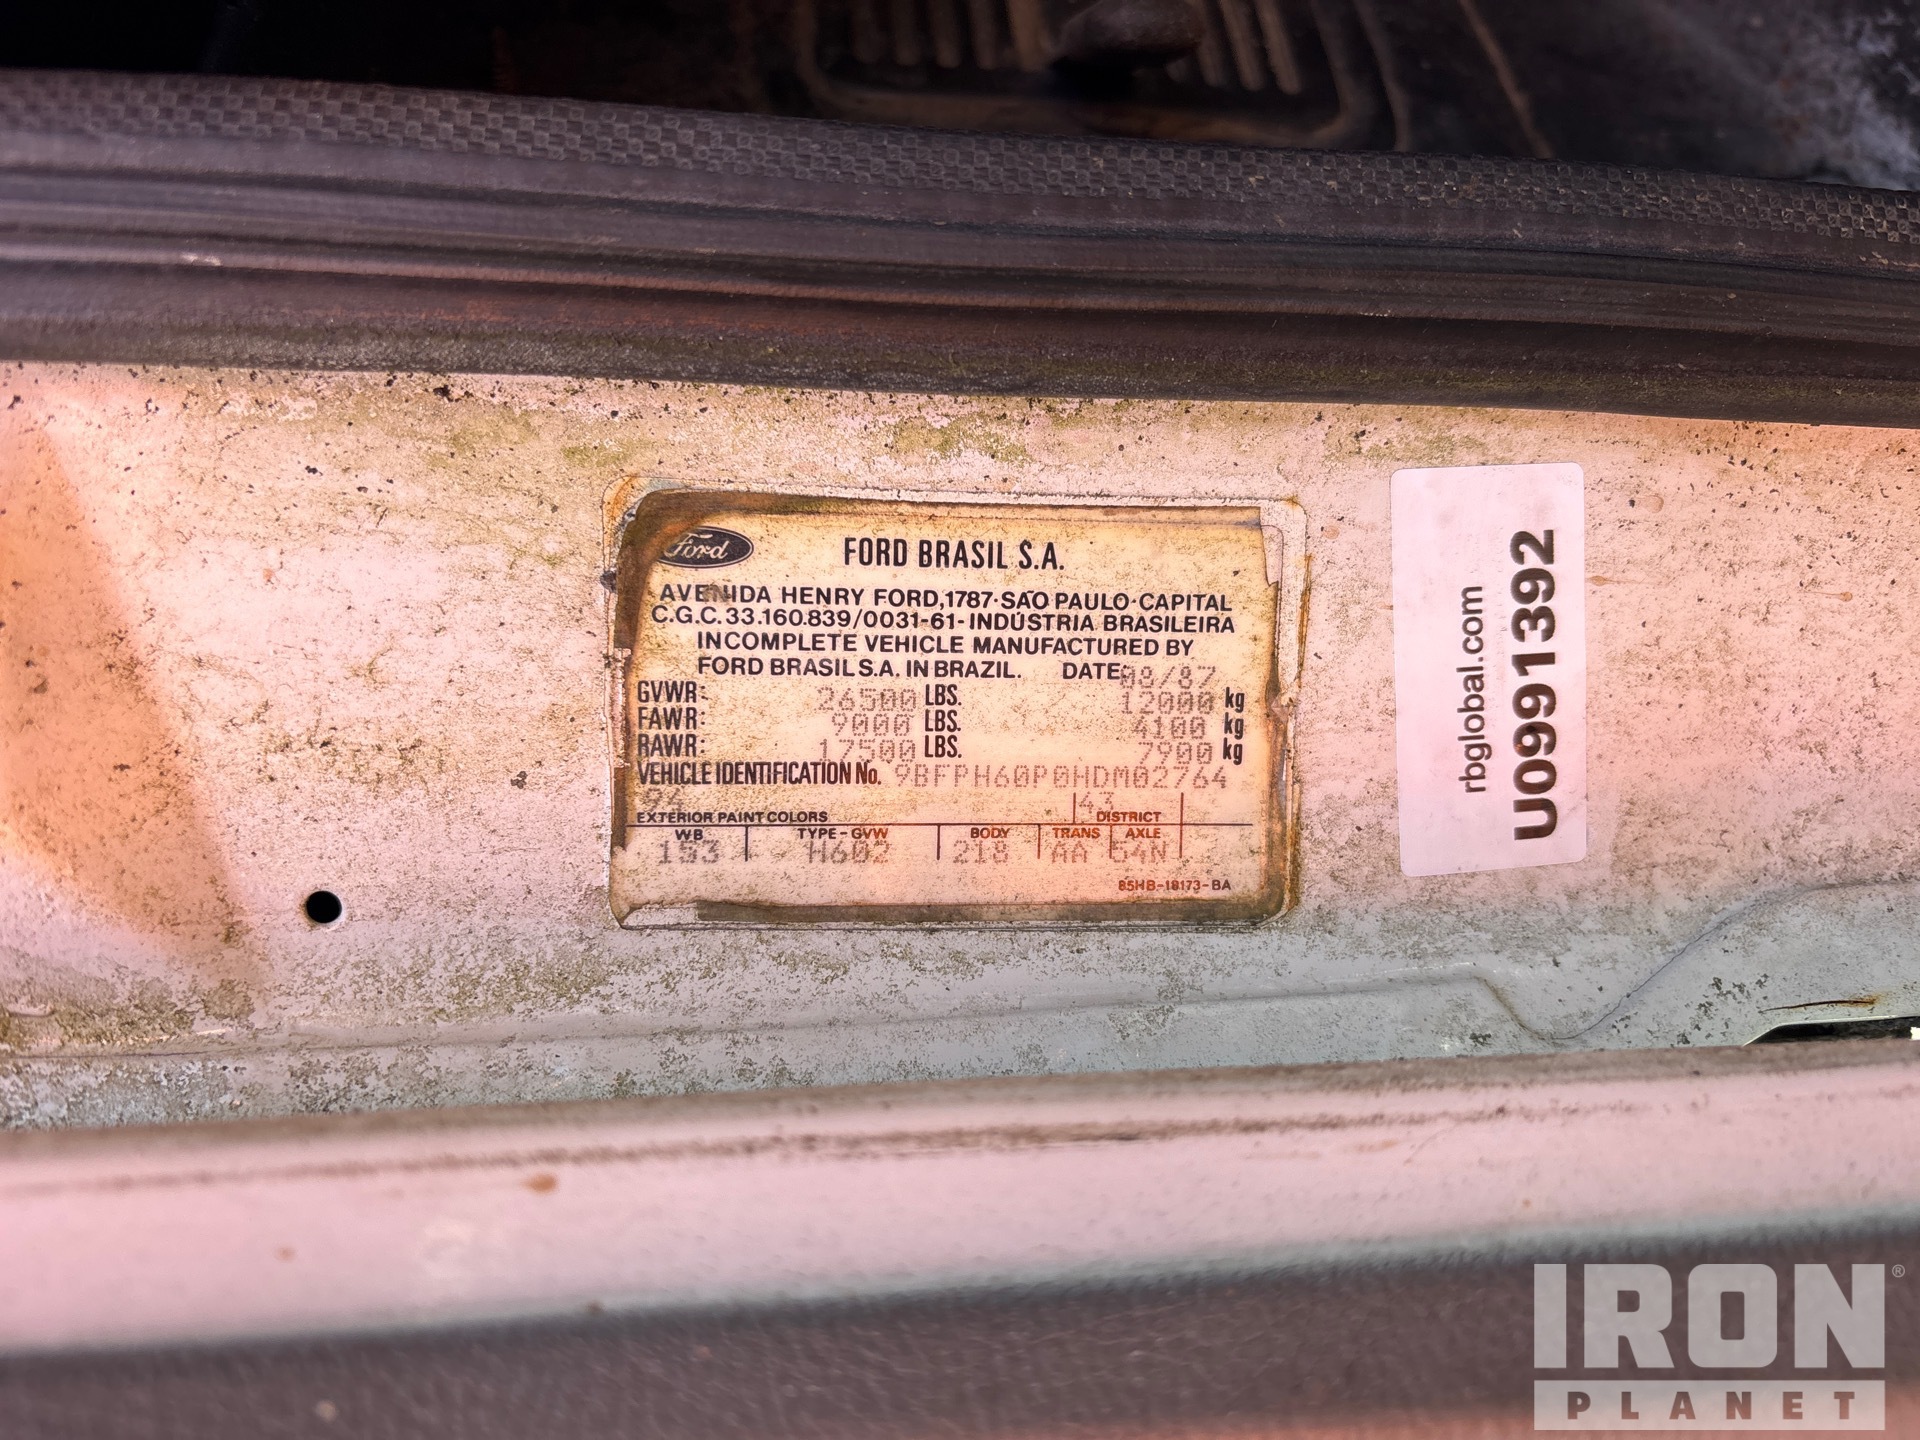 Ford
FORD BRASIL S.A.
AVENIDA HENRY FORD,1787·SÃO PAULO·CAPITAL
C.G.C.33.160.839/0031-61-INDÚSTRIA BRASILEIRA
INCOMPLETE VEHICLE MANUFACTURED BY
FORD BRASIL S.A. IN BRAZIL. DATE 08/87
GVWR: 26500 LBS. 12000 kg
FAWR: 9000 LBS. 4100 kg
RAWR: 17500 LBS. 7900 kg
VEHICLE IDENTIFICATION No. 9BFPH60P0HDM02764
94 43
EXTERIOR PAINT COLORS DISTRICT
WB TYPE-GVW BODY TRANS AXLE
153 H602 218 AA 54N
85HB-18173-BA
rbglobal.com
U0991392
IRON
PLANET
®